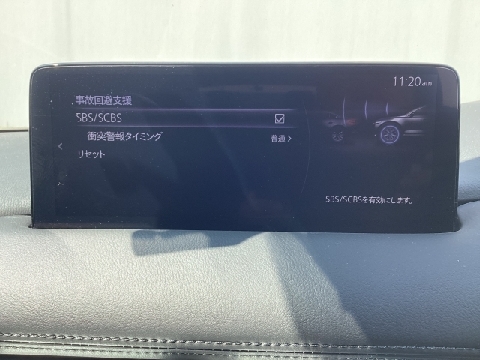 11:20
事故回避支援
SBS/SCBS
衝突警報タイミング 普通
リセット
SBS/SCBSを有効にします。